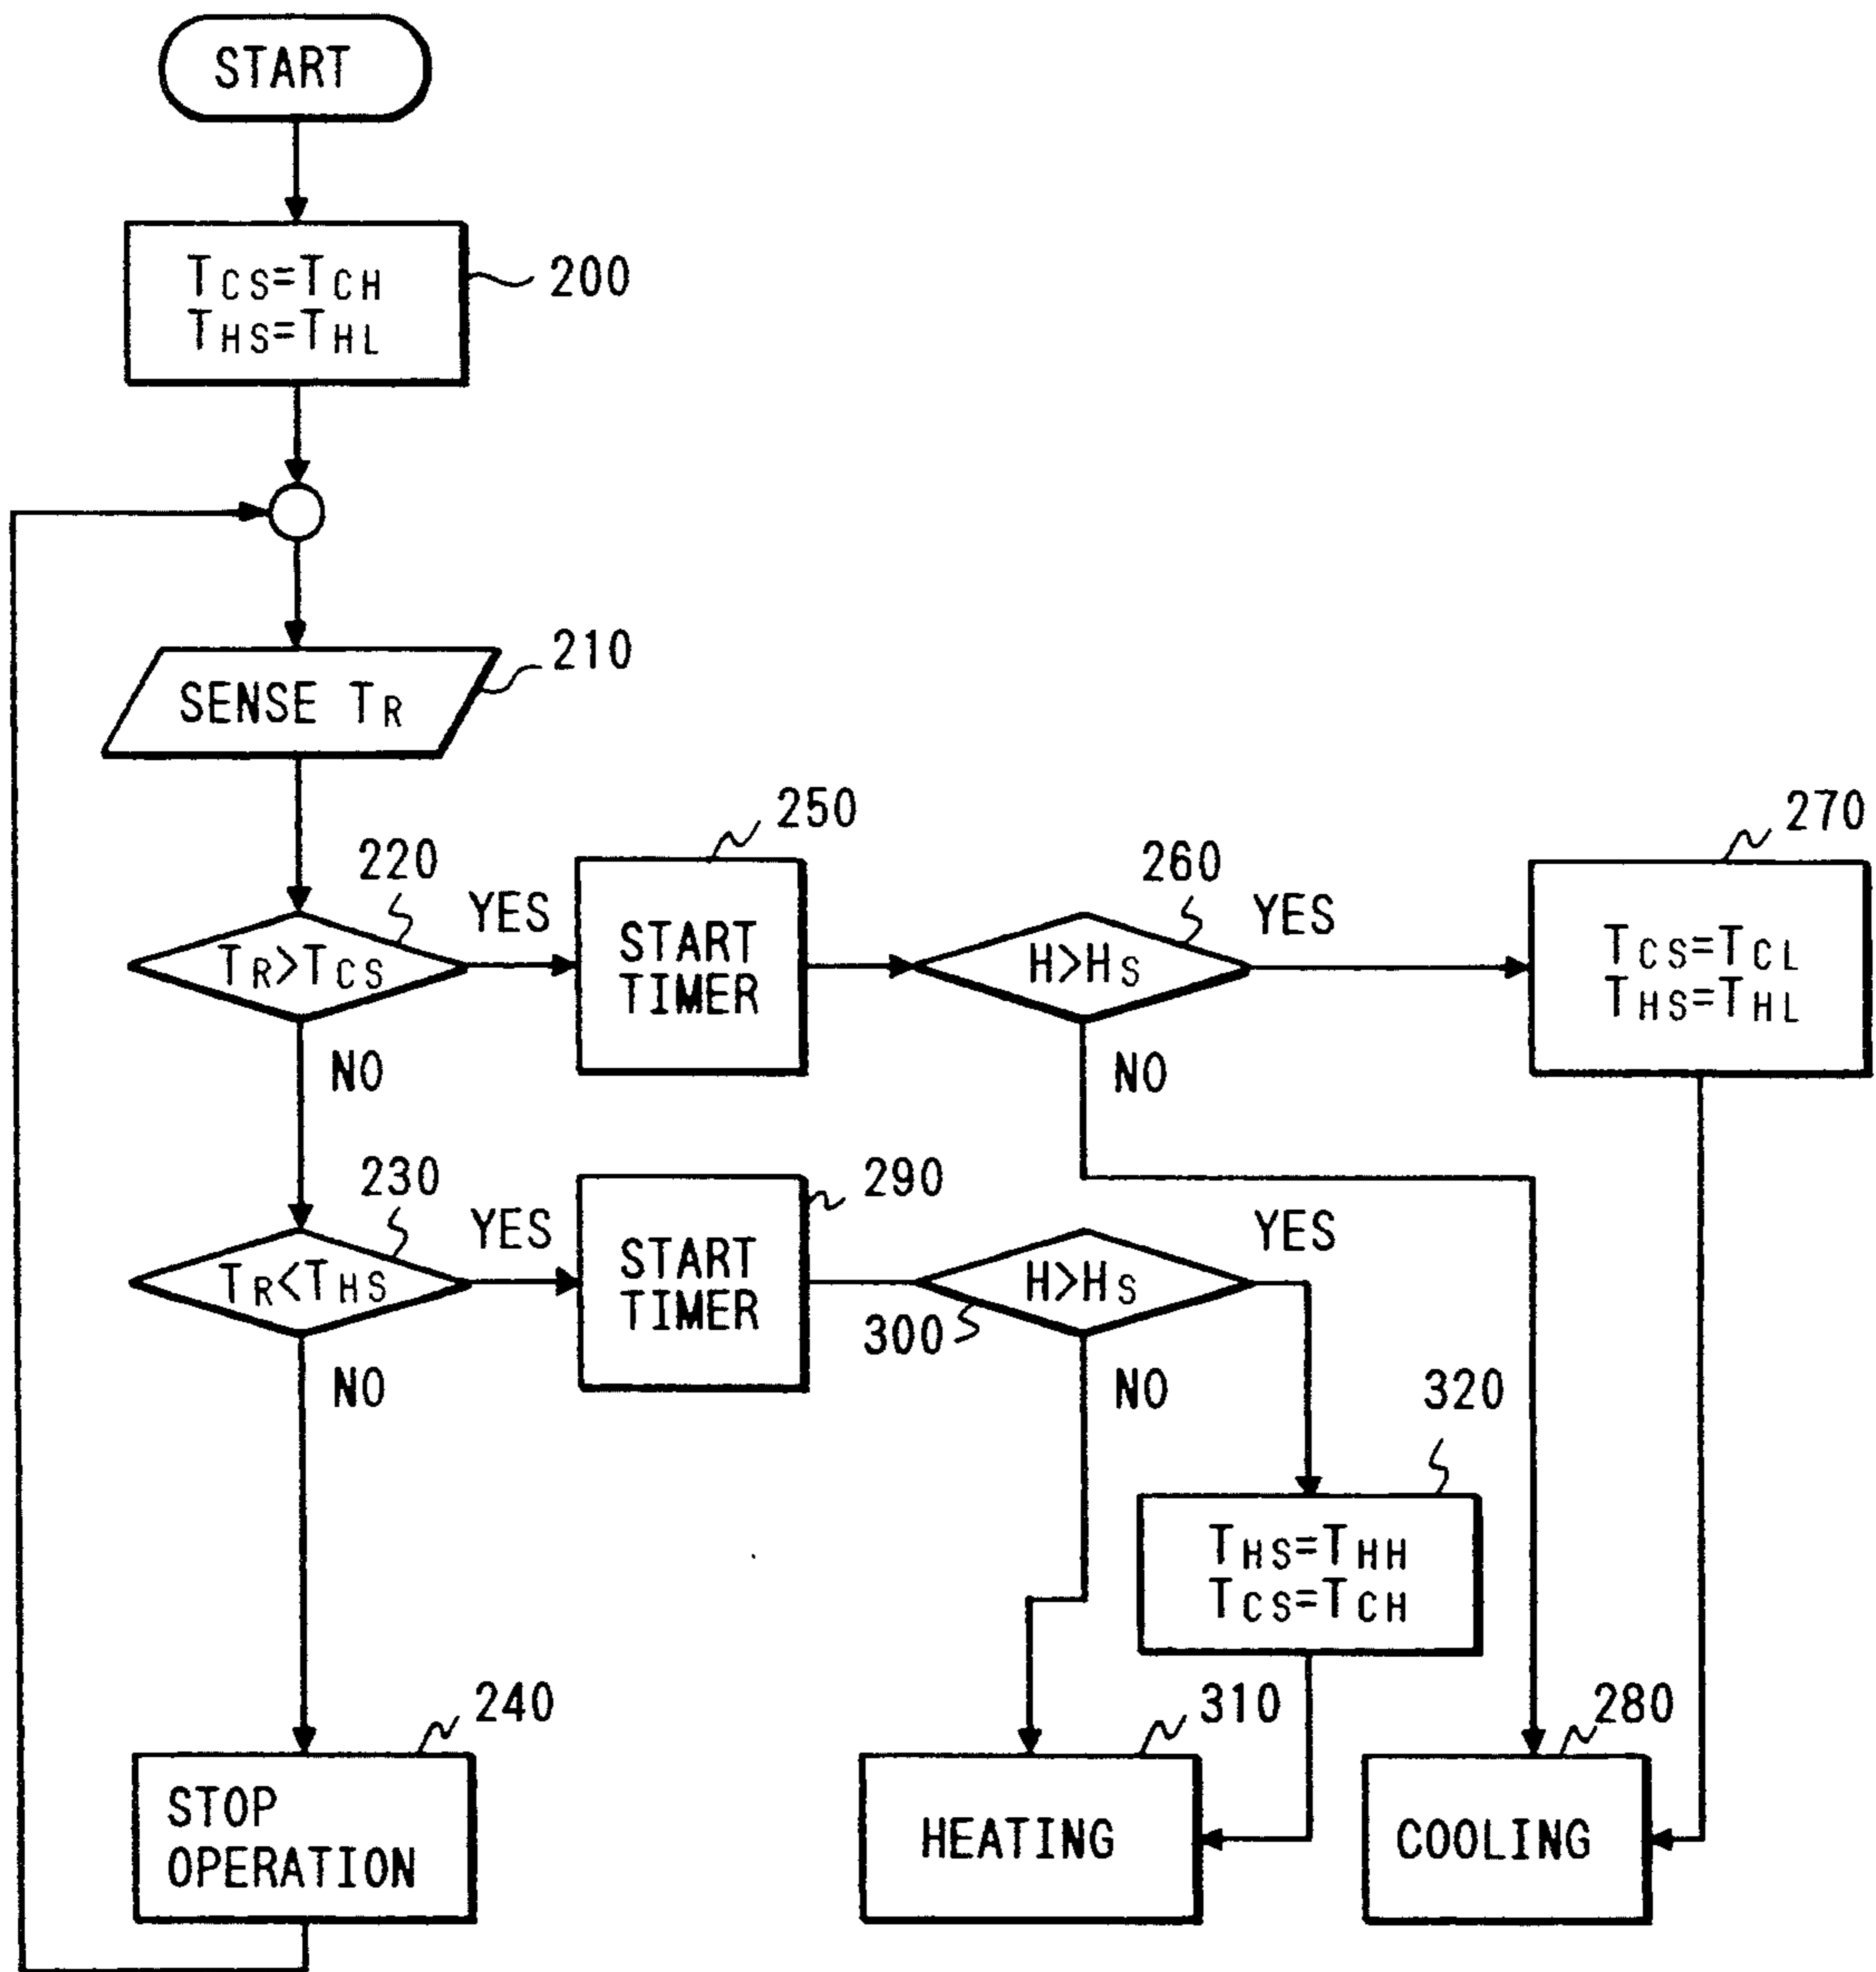 START
TCS=TCH
THS=THL
200
SENSE TR
210
220
TR>TCS
YES
NO
250
START
TIMER
260
H>HS
YES
NO
270
TCS=TCL
THS=THL
230
TR<THS
YES
NO
290
START
TIMER
300
H>HS
YES
NO
320
THS=THH
TCS=TCH
240
STOP
OPERATION
310
HEATING
280
COOLING